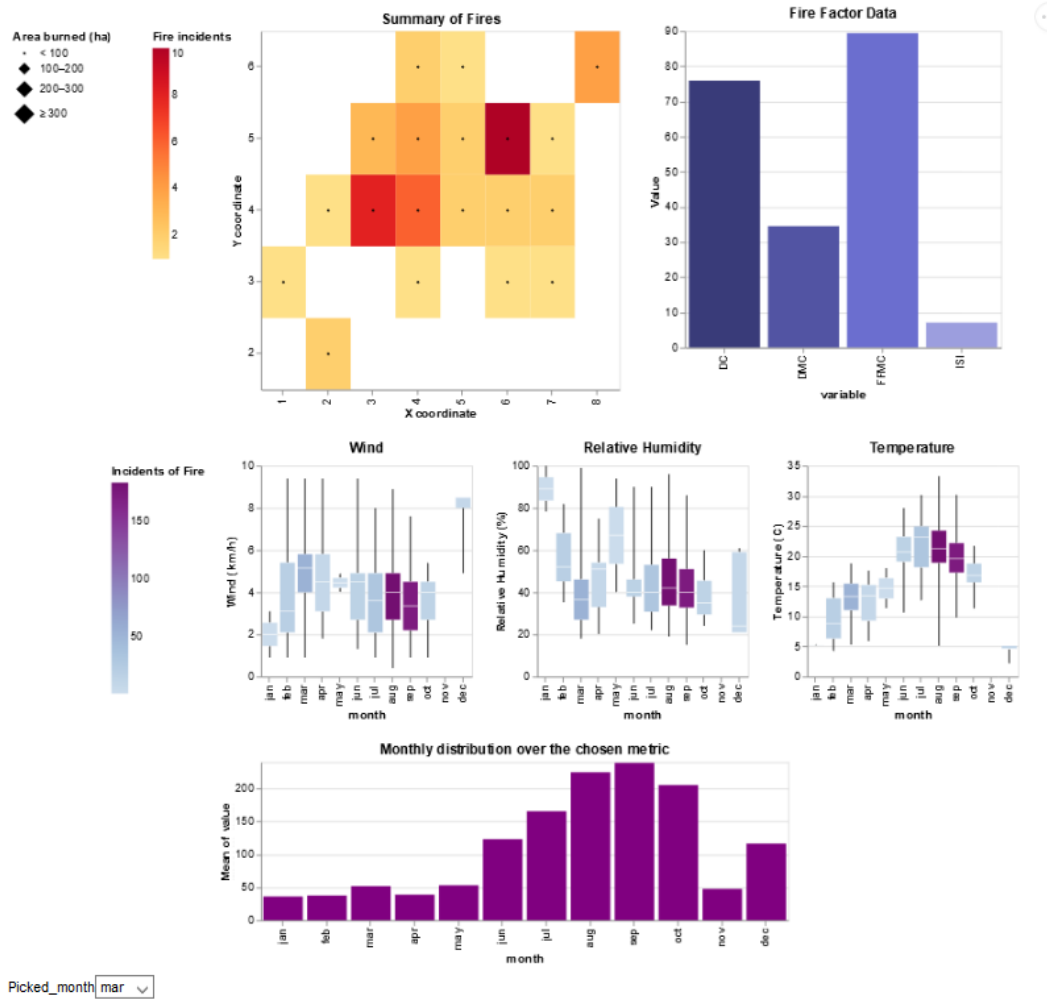 Summary of Fires
Fire Factor Data
Area burned (ha)
< 100
100–200
200–300
≥ 300
Fire incidents
10
8
6
4
2
Y coordinate
6
5
4
3
2
1
2
3
4
5
6
7
8
X coordinate
Value
90
80
70
60
50
40
30
20
10
0
DC
DMC
FFMC
ISI
variable
Incidents of Fire
150
100
50
Wind
Wind (km/h)
10
8
6
4
2
0
jan
feb
mar
apr
may
jun
jul
aug
sep
oct
nov
dec
month
Relative Humidity
Relative Humidity (%)
100
80
60
40
20
0
jan
feb
mar
apr
may
jun
jul
aug
sep
oct
nov
dec
month
Temperature
Temperature (C)
35
30
25
20
15
10
5
0
jan
feb
mar
apr
may
jun
jul
aug
sep
oct
nov
dec
month
Monthly distribution over the chosen metric
Mean of value
200
150
100
50
0
jan
feb
mar
apr
may
jun
jul
aug
sep
oct
nov
dec
month
Picked_month mar